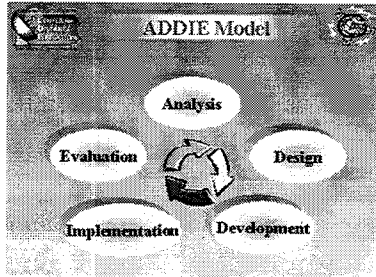 ADDIE Model
Analysis
Evaluation
Design
Implementation
Development